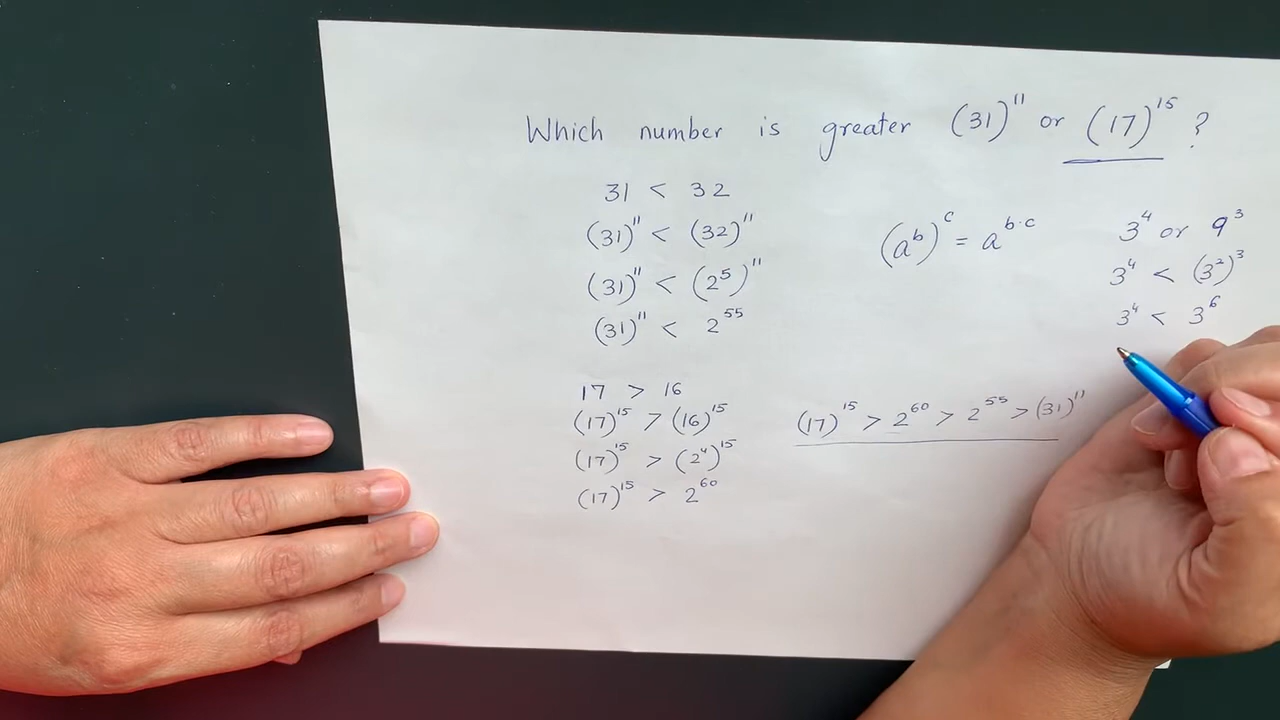 Which number is greater (31)^11 or (17)^15 ?
31 < 32
(31)^11 < (32)^11
(31)^11 < (2^5)^11
(31)^11 < 2^55
(a^b)^c = a^b·c
3^4 or 9^3
3^4 < (3^2)^3
3^4 < 3^6
17 > 16
(17)^15 > (16)^15
(17)^15 > (2^4)^15
(17)^15 > 2^60
(17)^15 > 2^60 > 2^55 > (31)^11